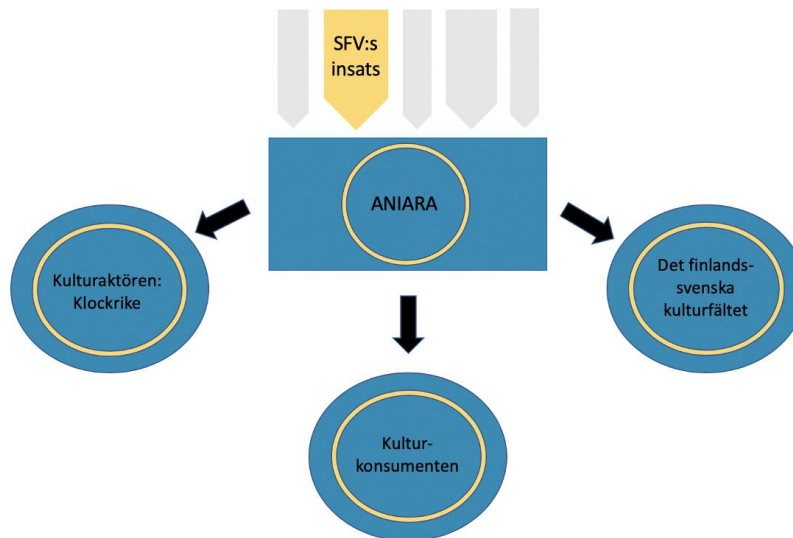 SFV:s
insats
ANIARA
Kulturaktören:
Klockrike
Det finlands-
svenska
kulturfältet
Kultur-
konsumenten